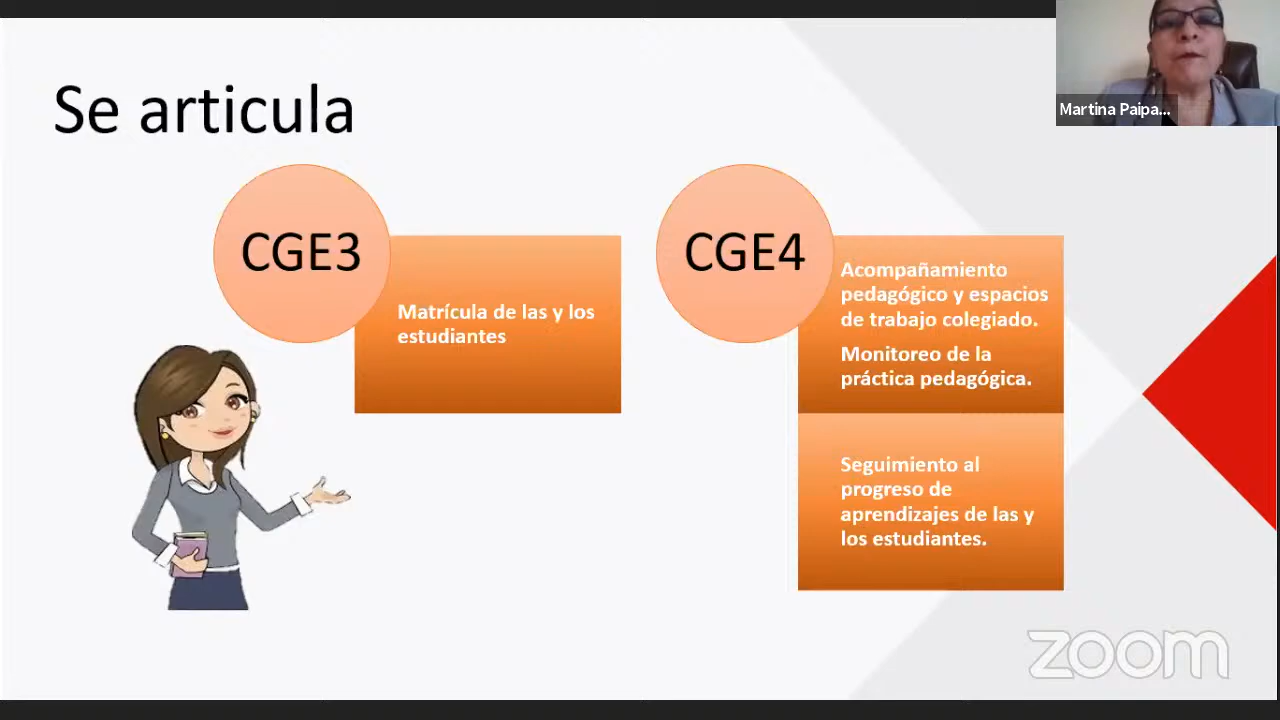 Se articula
Martina Paipa...
CGE3
Matrícula de las y los
estudiantes
CGE4
Acompañamiento
pedagógico y espacios
de trabajo colegiado.
Monitoreo de la
práctica pedagógica.
Seguimiento al
progreso de
aprendizajes de las y
los estudiantes.
zoom